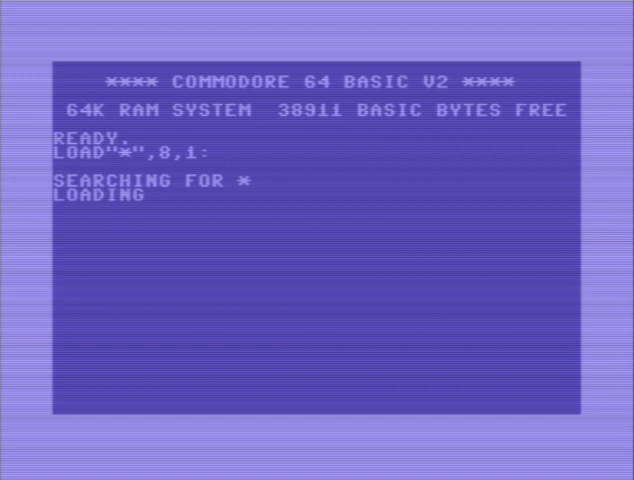 **** COMMODORE 64 BASIC V2 ****
64K RAM SYSTEM  38911 BASIC BYTES FREE
READY.
LOAD"*",8,1:
SEARCHING FOR *
LOADING